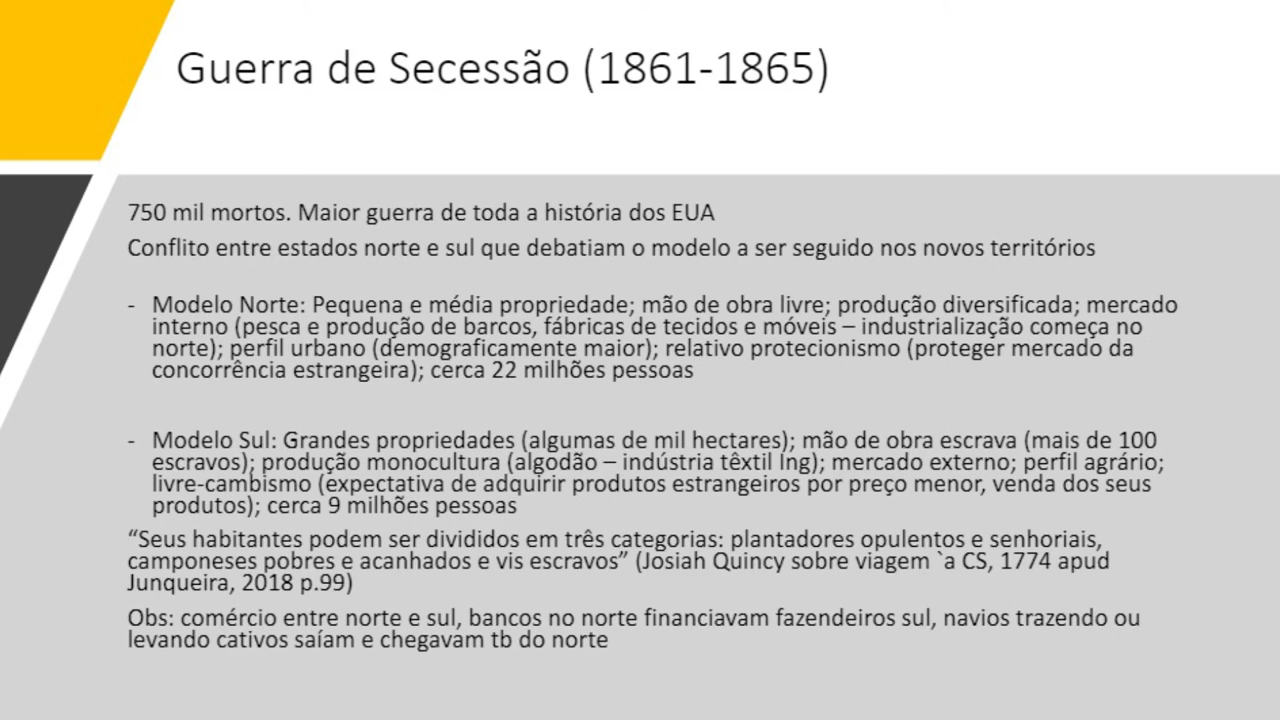 Guerra de Secessão (1861-1865)
750 mil mortos. Maior guerra de toda a história dos EUA
Conflito entre estados norte e sul que debatiam o modelo a ser seguido nos novos territórios
- Modelo Norte: Pequena e média propriedade; mão de obra livre; produção diversificada; mercado
interno (pesca e produção de barcos, fábricas de tecidos e móveis – industrialização começa no
norte); perfil urbano (demograficamente maior); relativo protecionismo (proteger mercado da
concorrência estrangeira); cerca 22 milhões pessoas
- Modelo Sul: Grandes propriedades (algumas de mil hectares); mão de obra escrava (mais de 100
escravos); produção monocultura (algodão – indústria têxtil Ing); mercado externo; perfil agrário;
livre-cambismo (expectativa de adquirir produtos estrangeiros por preço menor, venda dos seus
produtos); cerca 9 milhões pessoas
“Seus habitantes podem ser divididos em três categorias: plantadores opulentos e senhoriais,
camponeses pobres e acanhados e vis escravos” (Josiah Quincy sobre viagem `a CS, 1774 apud
Junqueira, 2018 p.99)
Obs: comércio entre norte e sul, bancos no norte financiavam fazendeiros sul, navios trazendo ou
levando cativos saíam e chegavam tb do norte